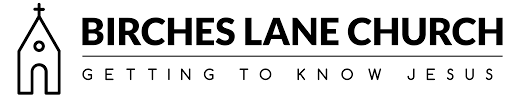 BIRCHES LANE CHURCH
GETTING TO KNOW JESUS